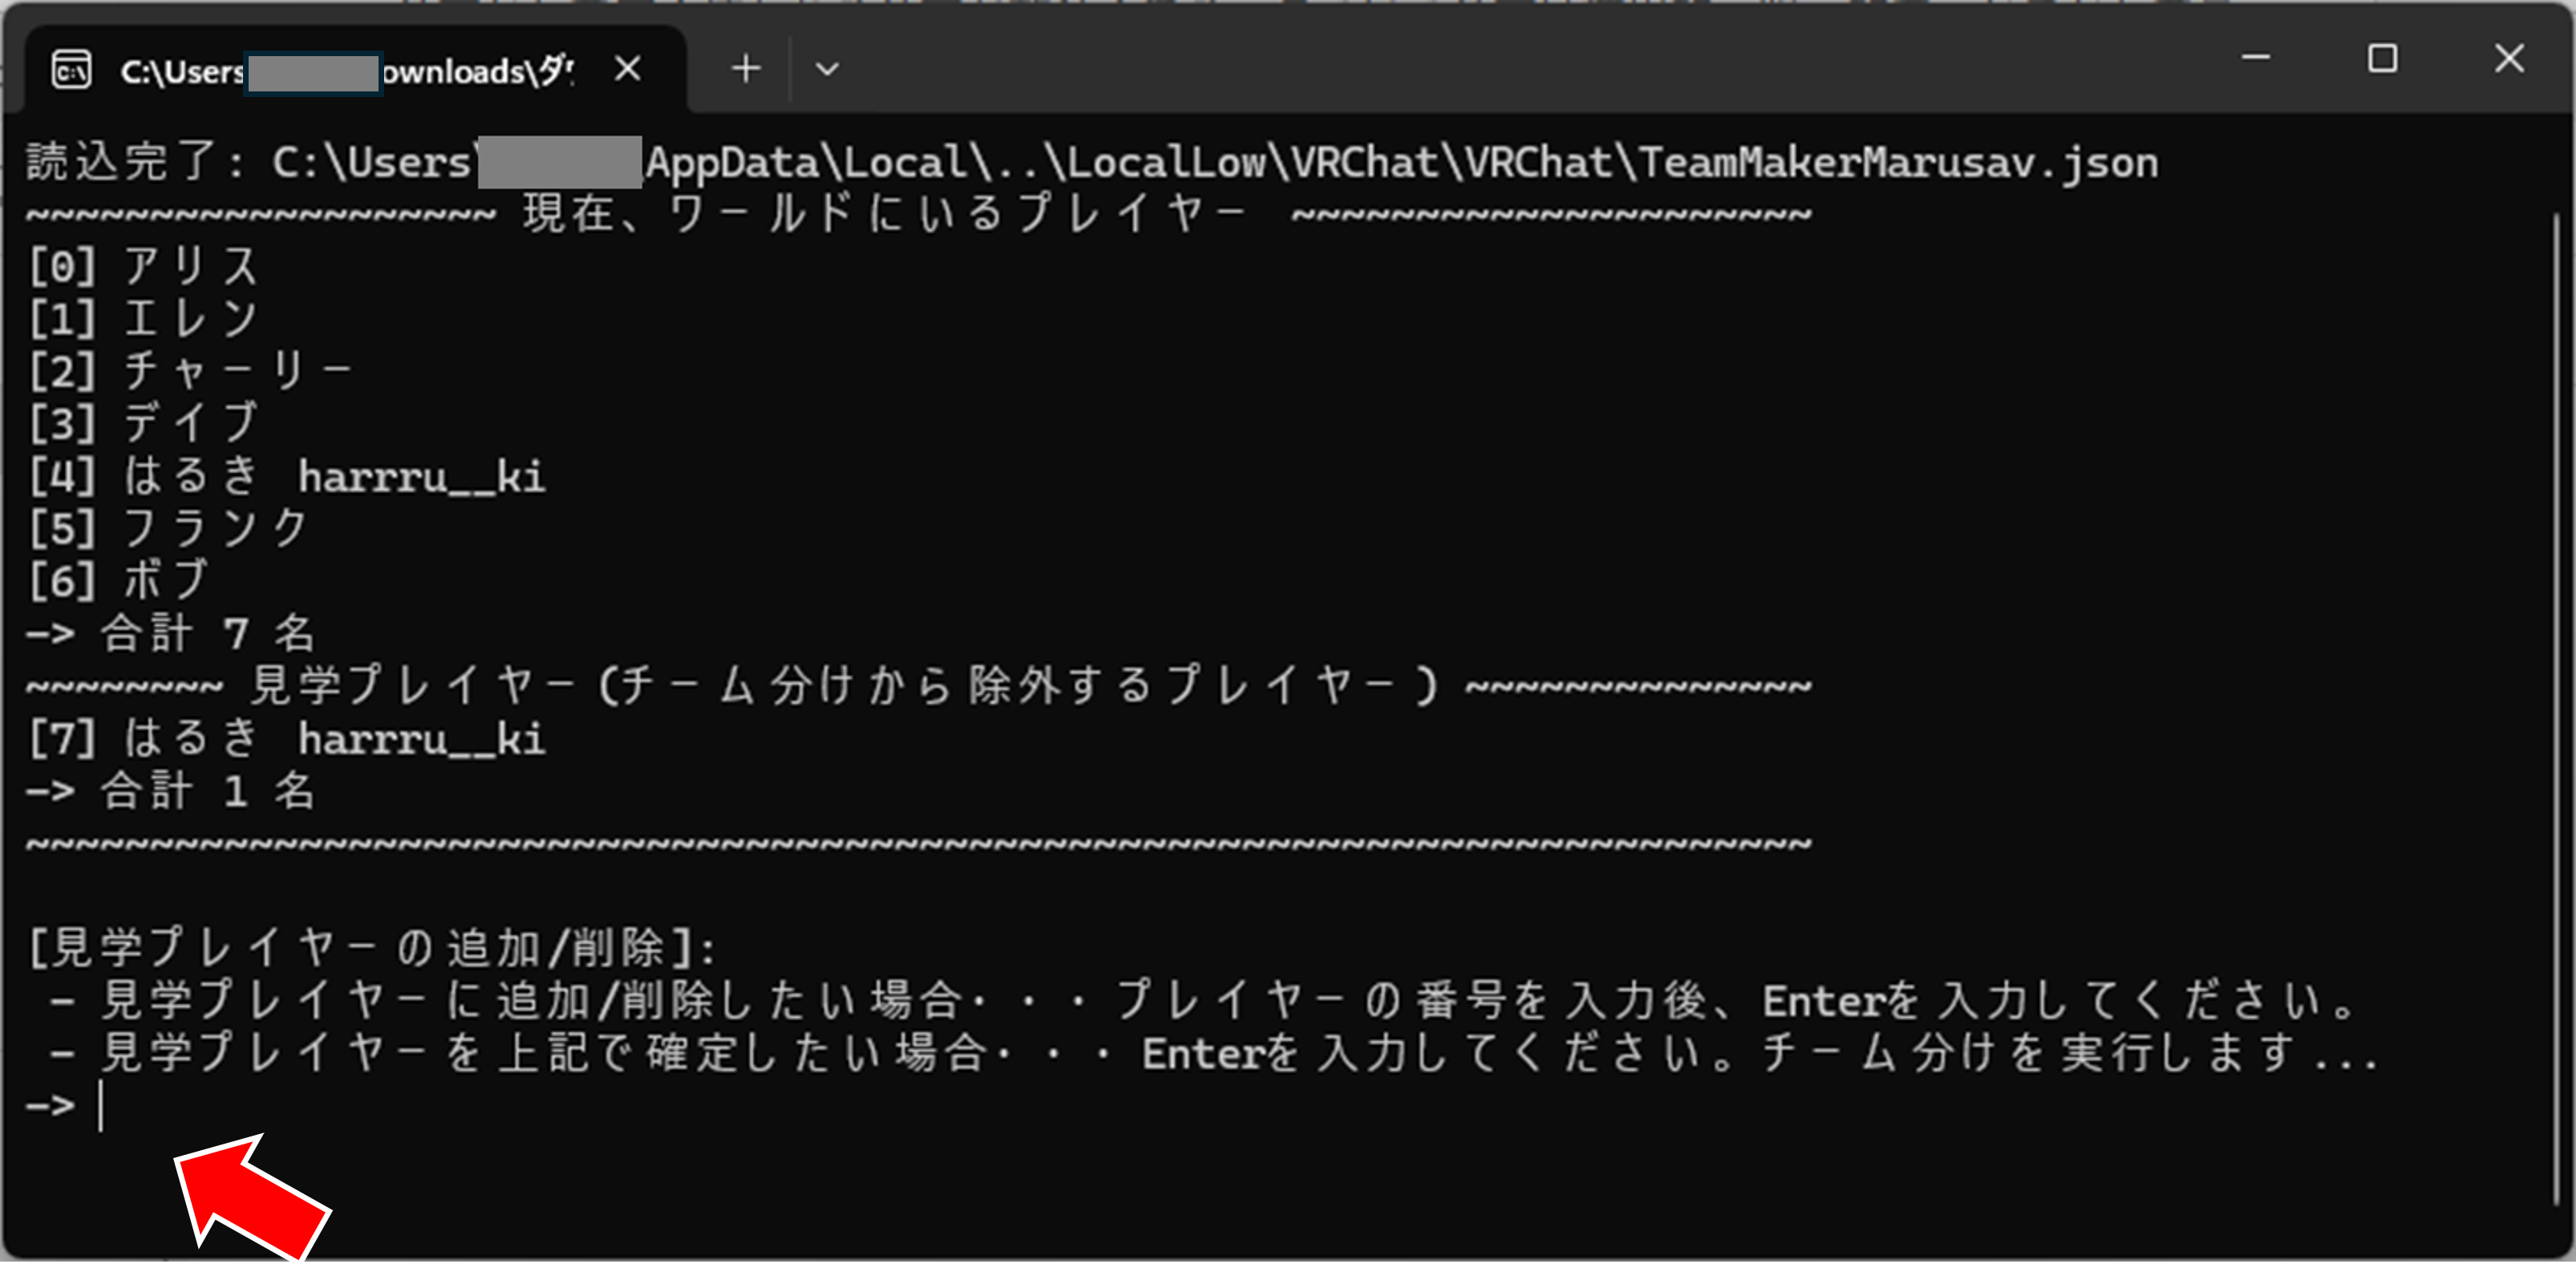 C:\Users ownloads\ダ
読込完了: C:\Users\ AppData\Local\..\LocalLow\VRChat\VRChat\TeamMakerMarusav.json
~~~~~~~~~~~~~~~~~~~ 現在、ワールドにいるプレイヤー ~~~~~~~~~~~~~~~~~~~~~
[0] アリス
[1] エレン
[2] チャーリー
[3] デイブ
[4] はるき harrru__ki
[5] フランク
[6] ボブ
-> 合計 7 名
~~~~~~~~ 見学プレイヤー(チーム分けから除外するプレイヤー) ~~~~~~~~~~~~~~
[7] はるき harrru__ki
-> 合計 1 名
~~~~~~~~~~~~~~~~~~~~~~~~~~~~~~~~~~~~~~~~~~~~~~~~~~~~~~~~~~~~~~~~~~~~~~~~
[見学プレイヤーの追加/削除]:
- 見学プレイヤーに追加/削除したい場合・・・プレイヤーの番号を入力後、Enterを入力してください。
- 見学プレイヤーを上記で確定したい場合・・・Enterを入力してください。チーム分けを実行します...
->